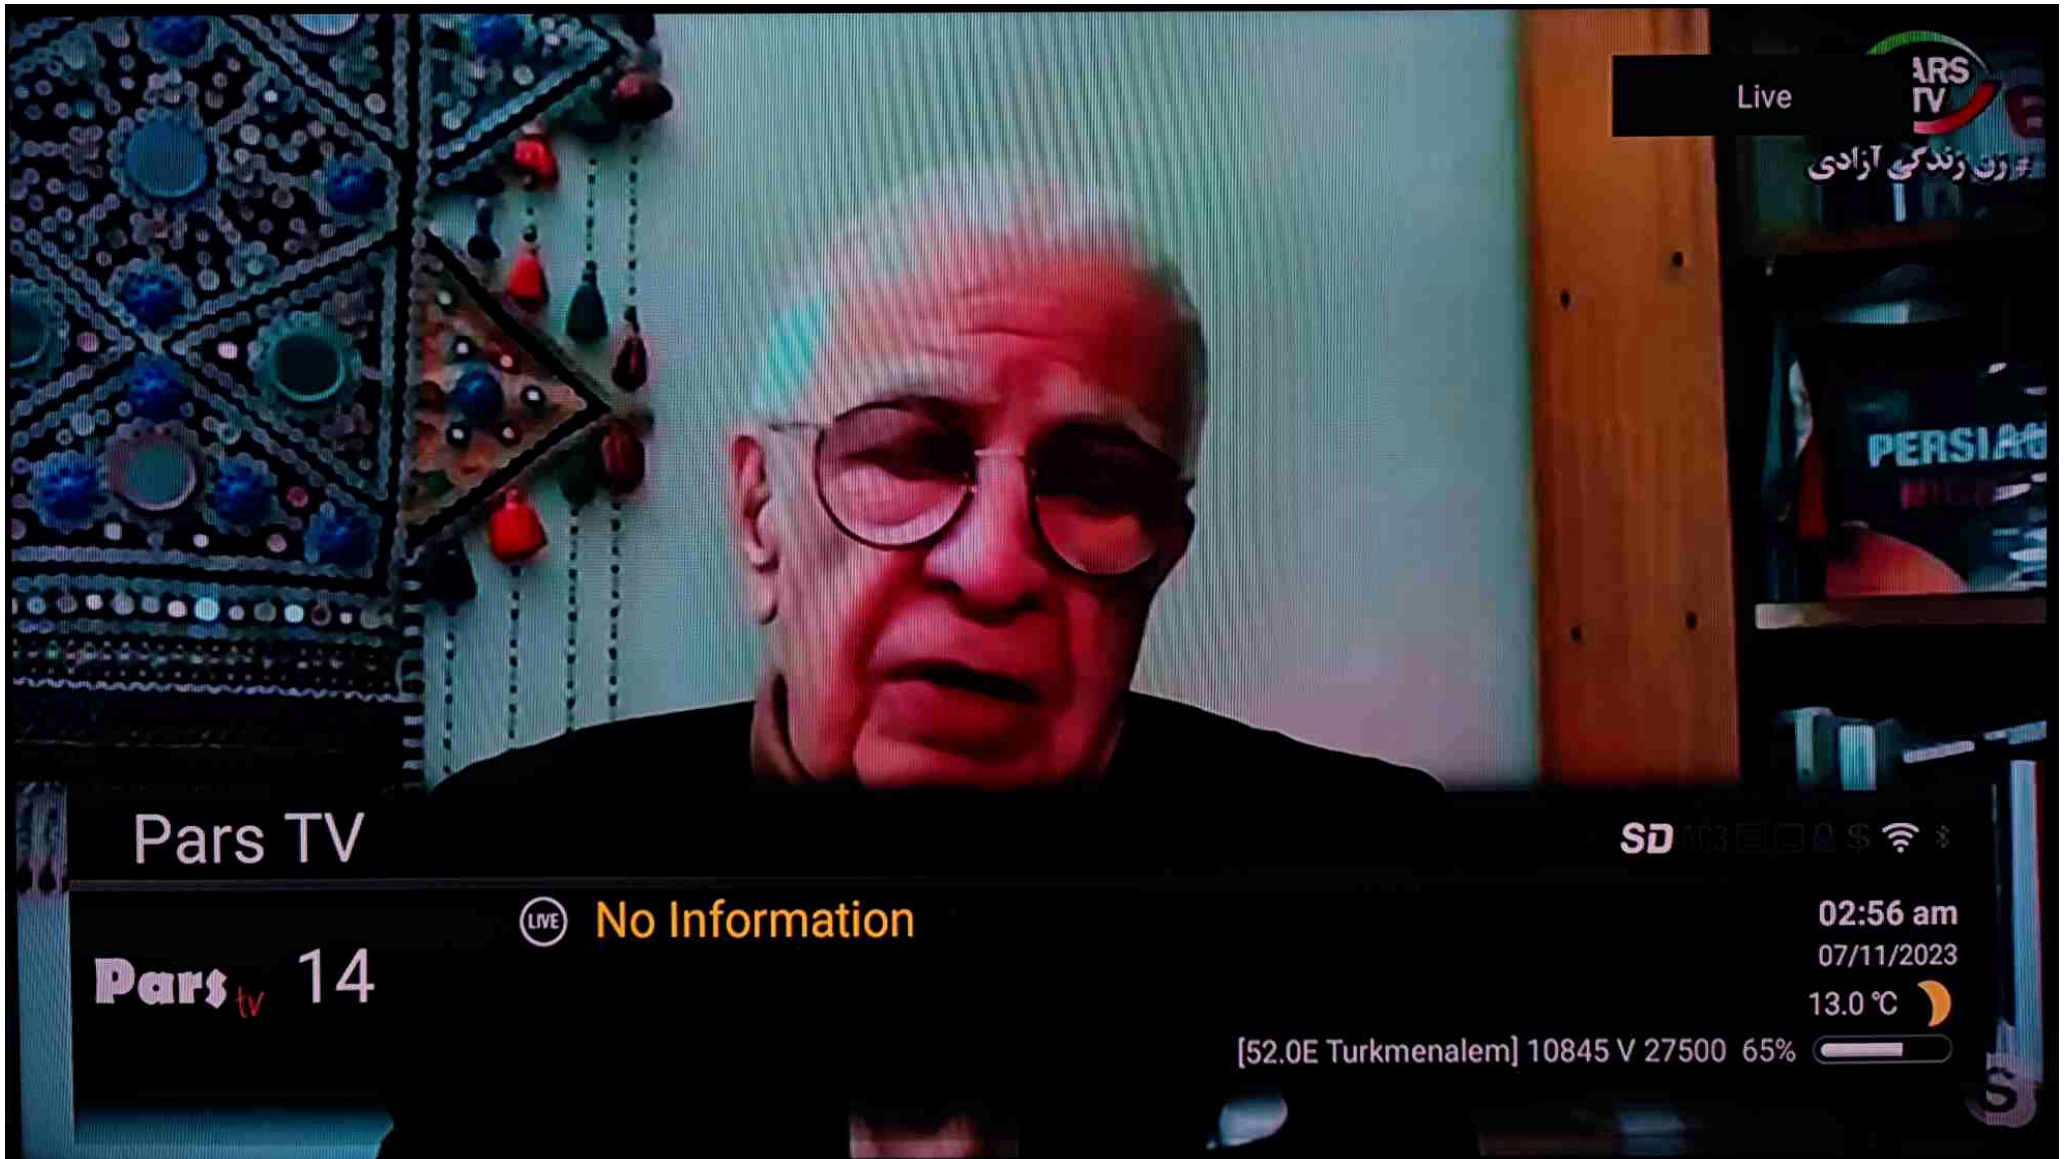 Live
ARS
TV
#زن زندگی آزادی
PERSIA
Pars TV
SD
LIVE No Information
02:56 am
07/11/2023
Pars tv 14
13.0 °C
[52.0E Turkmenalem] 10845 V 27500 65%
S